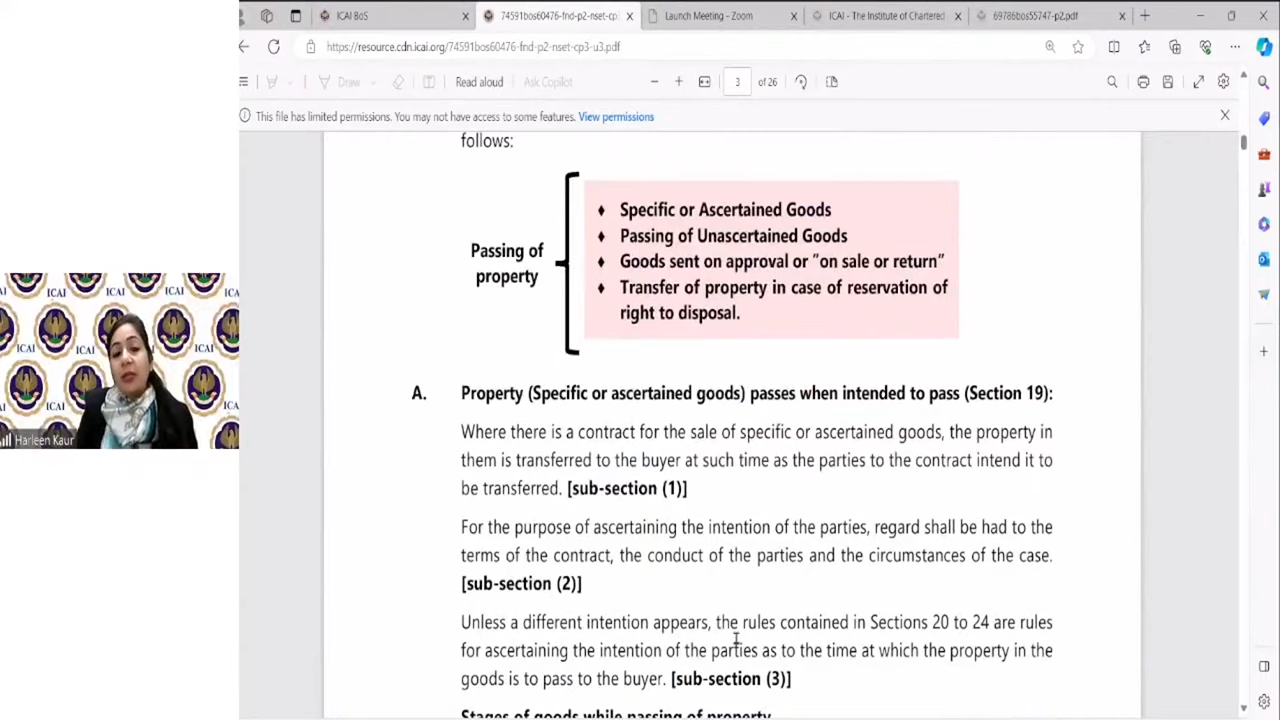 ICAI BoS
74591bos60476-fnd-p2-nset-cp
Launch Meeting - Zoom
ICAI - The Institute of Chartered
69786bos55747-p2.pdf
https://resource.cdn.icai.org/74591bos60476-fnd-p2-nset-cp3-u3.pdf
Draw
Read aloud
Ask Copilot
3
of 26
This file has limited permissions. You may not have access to some features. View permissions
follows:
Passing of
property
♦ Specific or Ascertained Goods
♦ Passing of Unascertained Goods
♦ Goods sent on approval or "on sale or return"
♦ Transfer of property in case of reservation of
right to disposal.
A. Property (Specific or ascertained goods) passes when intended to pass (Section 19):
Where there is a contract for the sale of specific or ascertained goods, the property in
them is transferred to the buyer at such time as the parties to the contract intend it to
be transferred. [sub-section (1)]
For the purpose of ascertaining the intention of the parties, regard shall be had to the
terms of the contract, the conduct of the parties and the circumstances of the case.
[sub-section (2)]
Unless a different intention appears, the rules contained in Sections 20 to 24 are rules
for ascertaining the intention of the parties as to the time at which the property in the
goods is to pass to the buyer. [sub-section (3)]
Stages of goods while passing of property
ICAI
ICAI
ICAI
ICAI
ICAI
Harleen Kaur